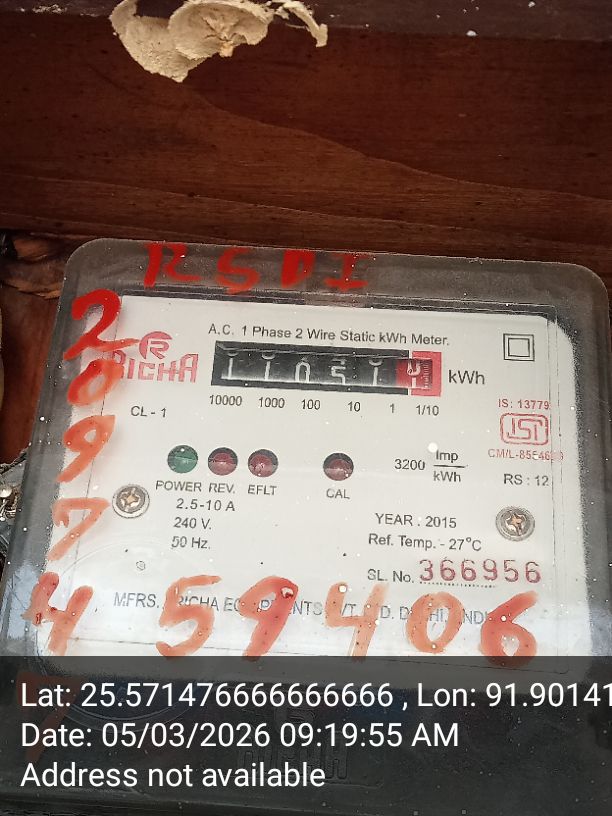 RSDI
2
0
9
7
4 59406
RICHA
A.C. 1 Phase 2 Wire Static kWh Meter.
kWh
10000 1000 100 10 1 1/10
CL - 1
IS: 13779
ISI
3200 Imp/kWh
RS : 12
POWER REV. EFLT CAL
2.5-10 A
240 V.
50 Hz.
YEAR : 2015
Ref. Temp. - 27°C
SL. No. 366956
MFRS.
Lat: 25.571476666666666 , Lon: 91.90141
Date: 05/03/2026 09:19:55 AM
Address not available